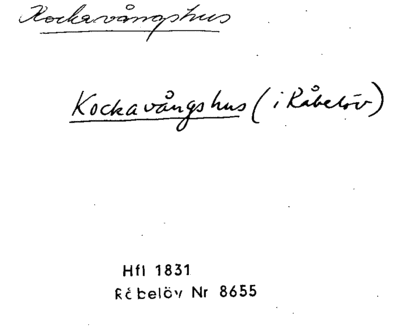 Kockavångshus
Kockavångshus (i Råbelöv)
Hfl 1831
Råbelöv Nr 8655